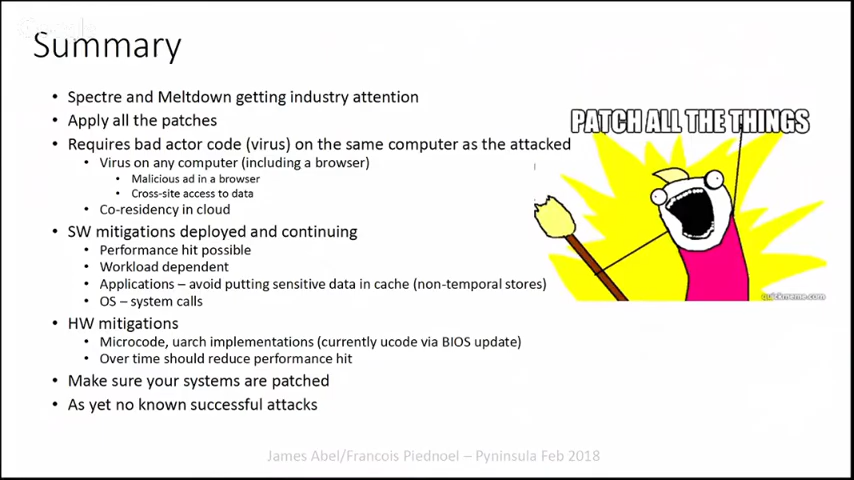 Summary
Spectre and Meltdown getting industry attention
Apply all the patches
Requires bad actor code (virus) on the same computer as the attacked
Virus on any computer (including a browser)
Malicious ad in a browser
Cross-site access to data
Co-residency in cloud
SW mitigations deployed and continuing
Performance hit possible
Workload dependent
Applications – avoid putting sensitive data in cache (non-temporal stores)
OS – system calls
HW mitigations
Microcode, uarch implementations (currently ucode via BIOS update)
Over time should reduce performance hit
Make sure your systems are patched
As yet no known successful attacks
PATCH ALL THE THINGS
quickmeme.com
James Abel/Francois Piednoel – Pyninsula Feb 2018